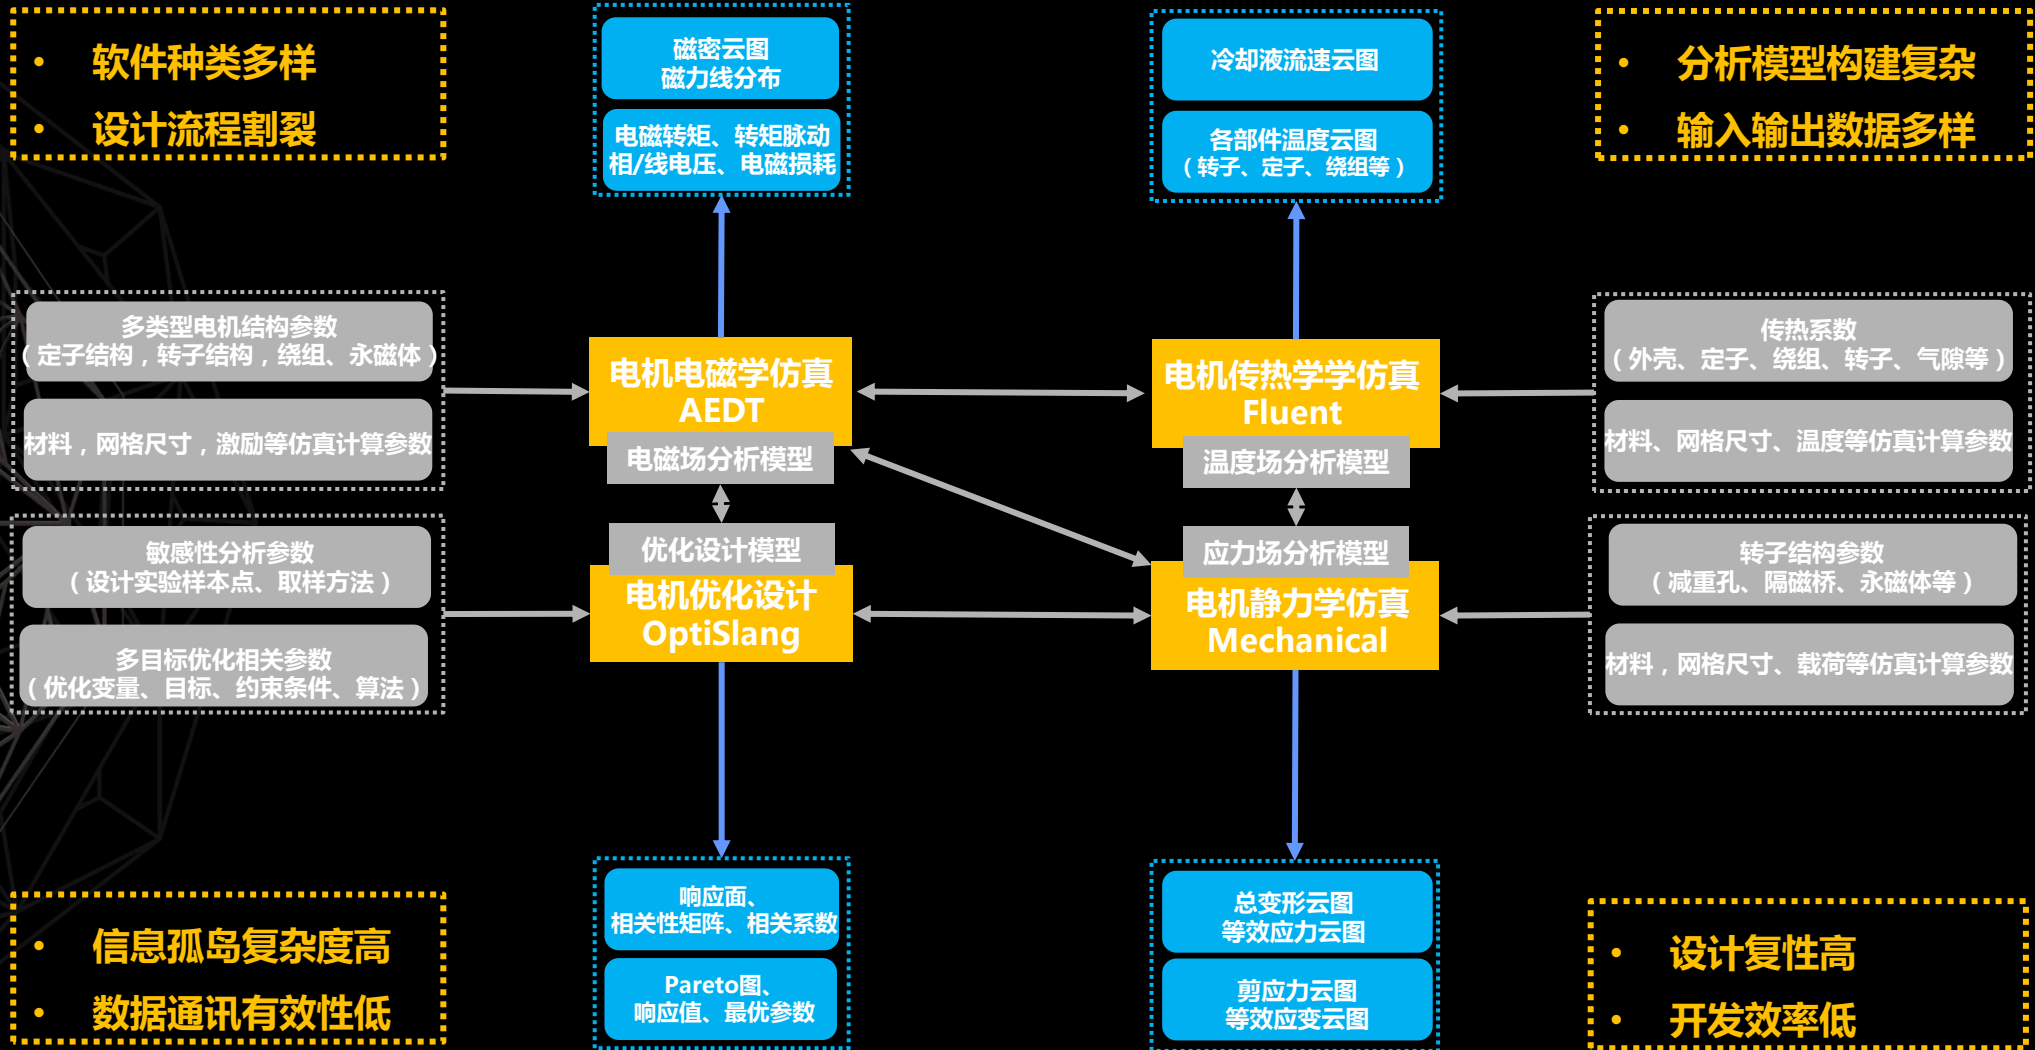 • 软件种类多样
• 设计流程割裂
磁密云图
磁力线分布
电磁转矩、转矩脉动
相/线电压、电磁损耗
冷却液流速云图
各部件温度云图
（转子、定子、绕组等）
• 分析模型构建复杂
• 输入输出数据多样
多类型电机结构参数
（定子结构，转子结构，绕组、永磁体）
材料，网格尺寸，激励等仿真计算参数
电机电磁学仿真
AEDT
电磁场分析模型
电机传热学学仿真
Fluent
温度场分析模型
传热系数
（外壳、定子、绕组、转子、气隙等）
材料、网格尺寸、温度等仿真计算参数
敏感性分析参数
（设计实验样本点、取样方法）
多目标优化相关参数
（优化变量、目标、约束条件、算法）
优化设计模型
电机优化设计
OptiSlang
应力场分析模型
电机静力学仿真
Mechanical
转子结构参数
（减重孔、隔磁桥、永磁体等）
材料，网格尺寸、载荷等仿真计算参数
• 信息孤岛复杂度高
• 数据通讯有效性低
响应面、
相关性矩阵、相关系数
Pareto图、
响应值、最优参数
总变形云图
等效应力云图
剪应力云图
等效应变云图
• 设计复性高
• 开发效率低